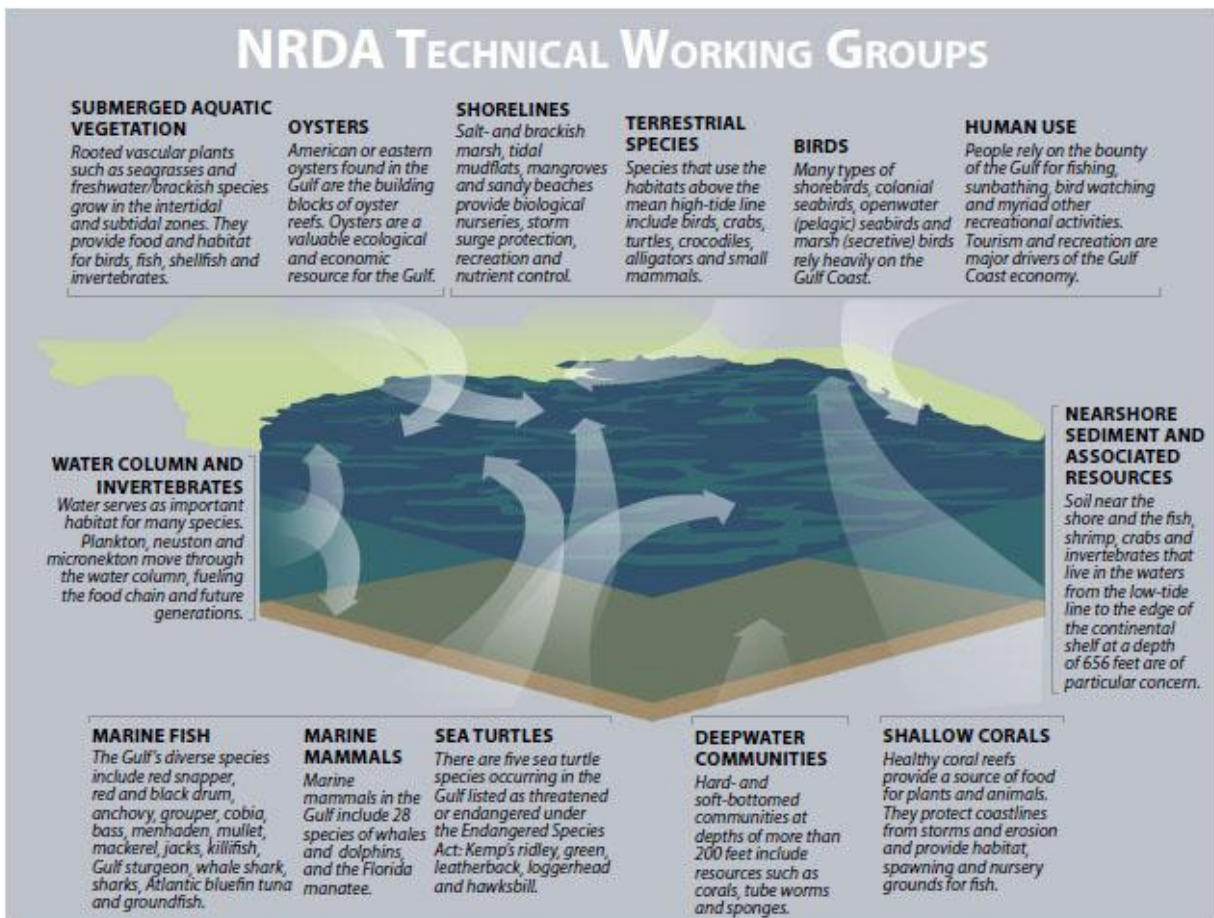 NRDA TECHNICAL WORKING GROUPS
SUBMERGED AQUATIC
VEGETATION
Rooted vascular plants
such as seagrasses and
freshwater/brackish species
grow in the intertidal
and subtidal zones. They
provide food and habitat
for birds, fish, shellfish and
invertebrates.
OYSTERS
American or eastern
oysters found in the
Gulf are the building
blocks of oyster
reefs. Oysters are a
valuable ecological
and economic
resource for the Gulf.
SHORELINES
Salt- and brackish
marsh, tidal
mudflats, mangroves
and sandy beaches
provide biological
nurseries, storm
surge protection,
recreation and
nutrient control.
TERRESTRIAL
SPECIES
Species that use the
habitats above the
mean high-tide line
include birds, crabs,
turtles, crocodiles,
alligators and small
mammals.
BIRDS
Many types of
shorebirds, colonial
seabirds, openwater
(pelagic) seabirds and
marsh (secretive) birds
rely heavily on the
Gulf Coast.
HUMAN USE
People rely on the bounty
of the Gulf for fishing,
sunbathing, bird watching
and myriad other
recreational activities.
Tourism and recreation are
major drivers of the Gulf
Coast economy.
WATER COLUMN AND
INVERTEBRATES
Water serves as important
habitat for many species.
Plankton, neuston and
micronekton move through
the water column, fueling
the food chain and future
generations.
NEARSHORE
SEDIMENT AND
ASSOCIATED
RESOURCES
Soil near the
shore and the fish,
shrimp, crabs and
invertebrates that
live in the waters
from the low-tide
line to the edge of
the continental
shelf at a depth
of 656 feet are of
particular concern.
MARINE FISH
The Gulf's diverse species
include red snapper,
red and black drum,
anchovy, grouper, cobia,
bass, menhaden, mullet,
mackerel, jacks, killifish,
Gulf sturgeon, whale shark,
sharks, Atlantic bluefin tuna
and groundfish.
MARINE
MAMMALS
Marine
mammals in the
Gulf include 28
species of whales
and dolphins,
and the Florida
manatee.
SEA TURTLES
There are five sea turtle
species occurring in the
Gulf listed as threatened
or endangered under
the Endangered Species
Act: Kemp's ridley, green,
leatherback, loggerhead
and hawksbill.
DEEPWATER
COMMUNITIES
Hard- and
soft-bottomed
communities at
depths of more than
200 feet include
resources such as
corals, tube worms
and sponges.
SHALLOW CORALS
Healthy coral reefs
provide a source of food
for plants and animals.
They protect coastlines
from storms and erosion
and provide habitat,
spawning and nursery
grounds for fish.